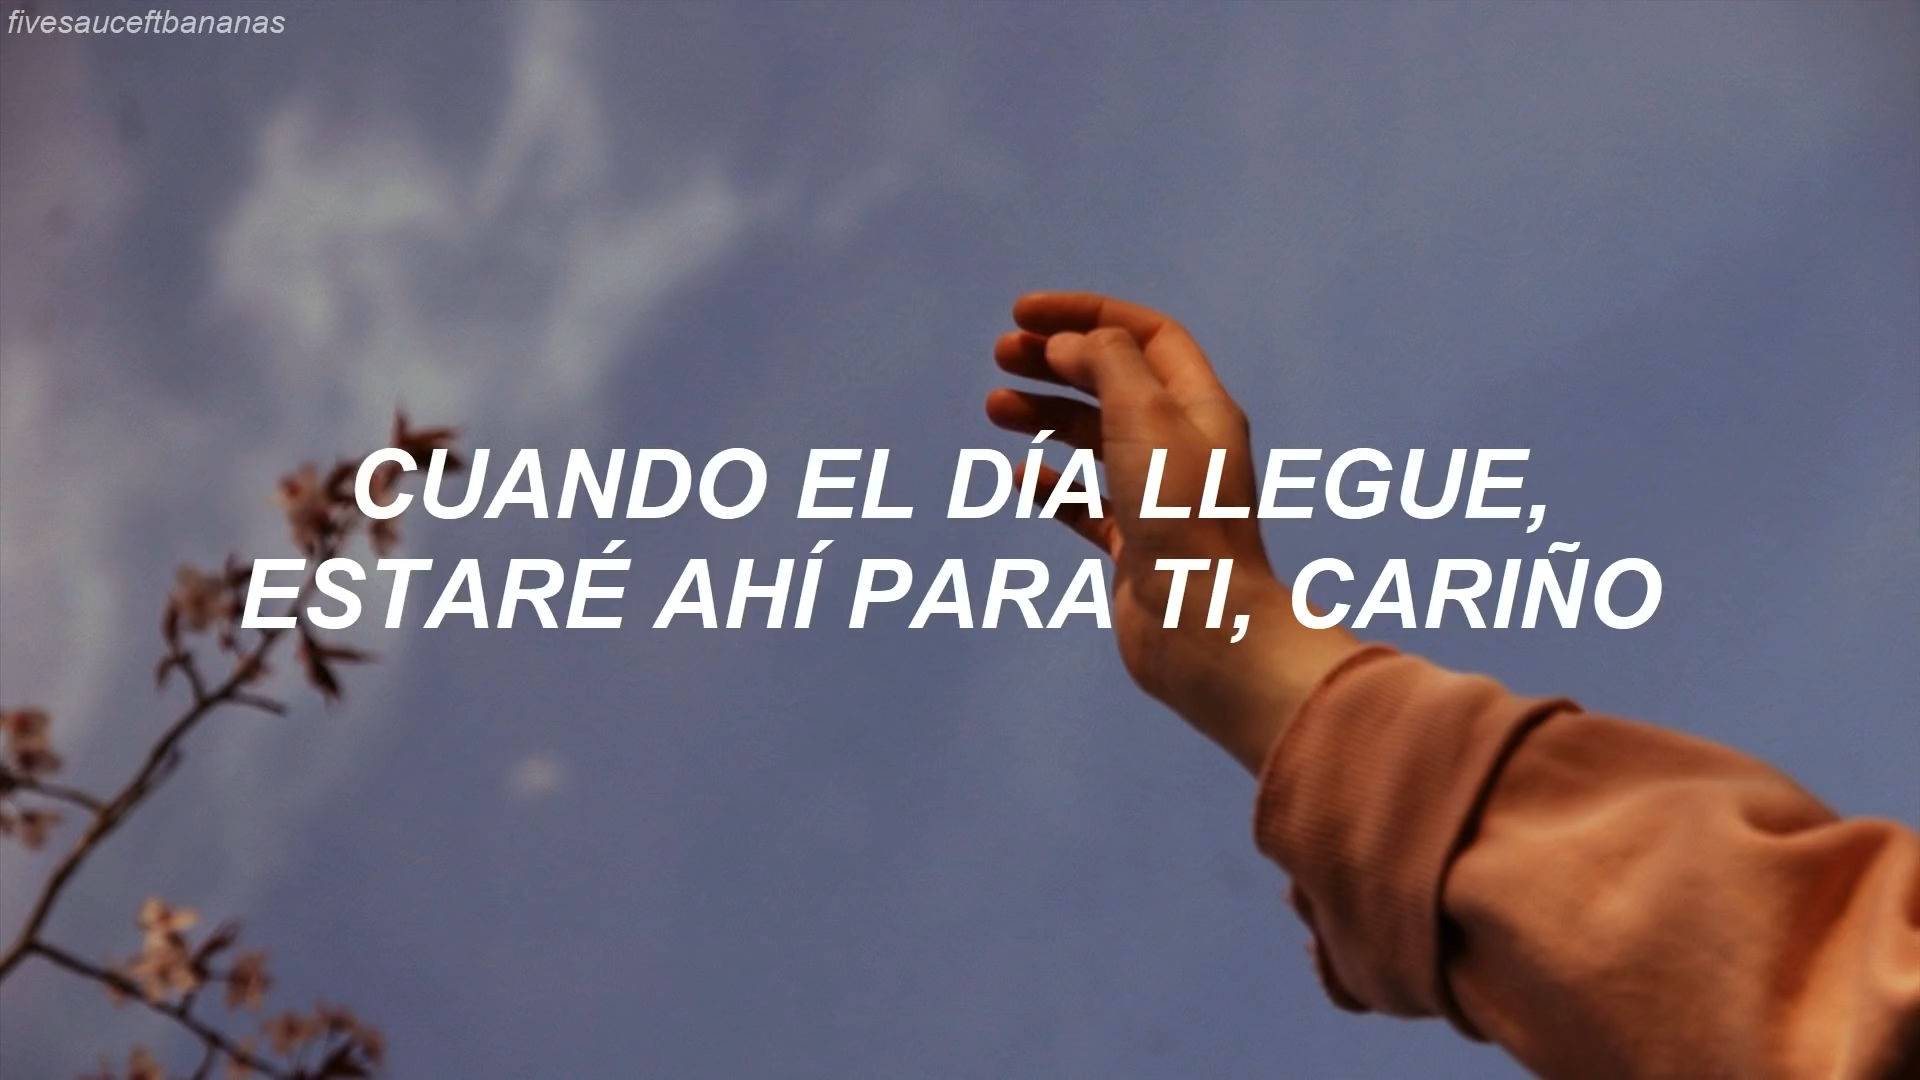 fivesauceftbananas
CUANDO EL DÍA LLEGUE,
ESTARÉ AHÍ PARA TI, CARIÑO